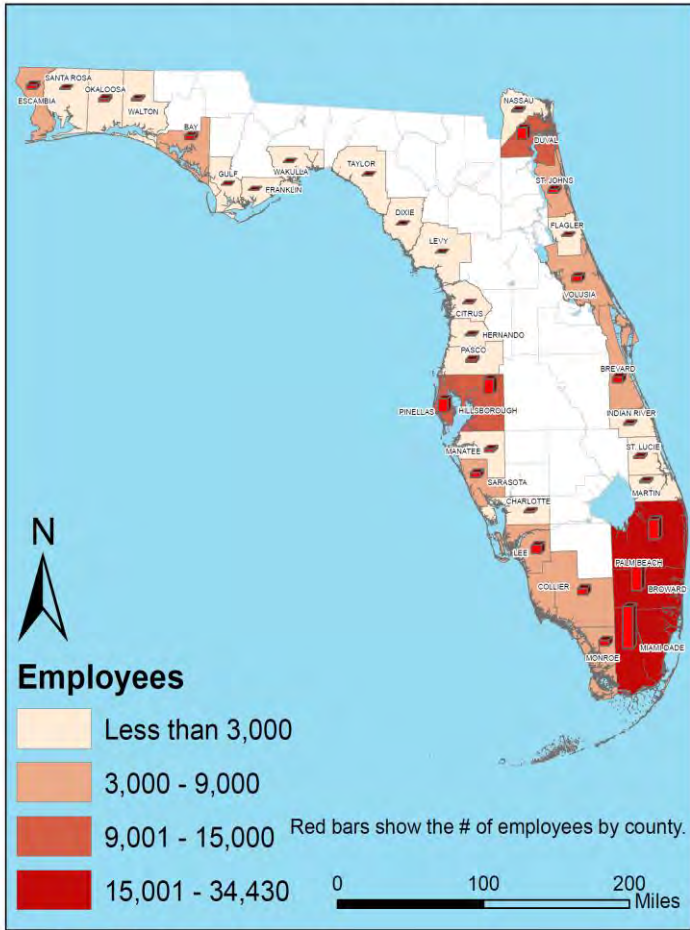 SANTA ROSA
OKALOOSA
ESCAMBIA
WALTON
BAY
GULF
WAKULLA
FRANKLIN
TAYLOR
DIXIE
LEVY
NASSAU
DUVAL
ST. JOHNS
FLAGLER
VOLUSIA
CITRUS
HERNANDO
PASCO
BREVARD
PINELLAS
HILLSBOROUGH
INDIAN RIVER
MANATEE
ST. LUCIE
SARASOTA
MARTIN
CHARLOTTE
LEE
PALM BEACH
COLLIER
BROWARD
MIAMI-DADE
MONROE
N
Employees
Less than 3,000
3,000 - 9,000
9,001 - 15,000
15,001 - 34,430
Red bars show the # of employees by county.
0 100 200
Miles